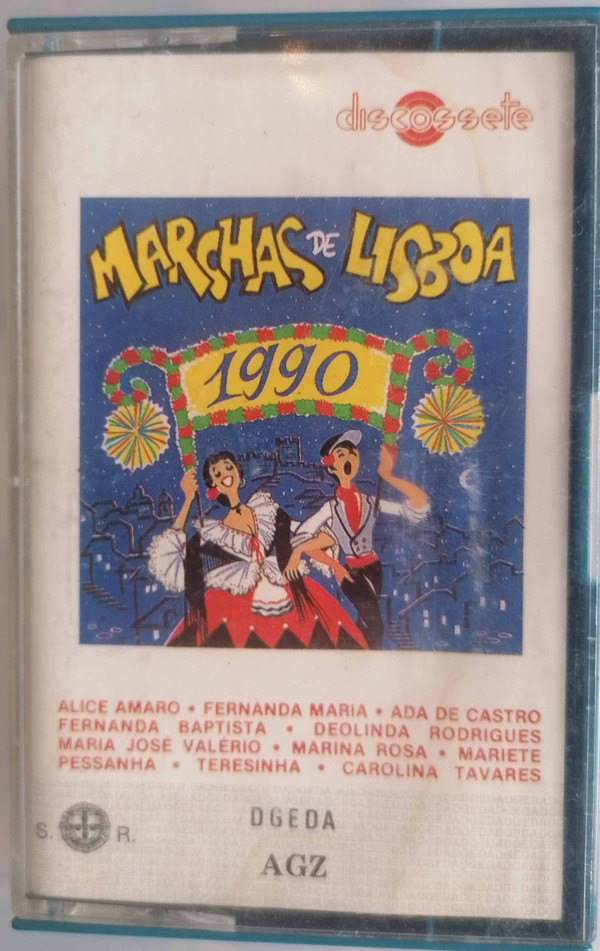 discossete
MARCHAS DE LISBOA
1990
ALICE AMARO • FERNANDA MARIA • ADA DE CASTRO
FERNANDA BAPTISTA • DEOLINDA RODRIGUES
MARIA JOSÉ VALÉRIO • MARINA ROSA • MARIETE
PESSANHA • TERESINHA • CAROLINA TAVARES
DGEDA
S. R.
AGZ